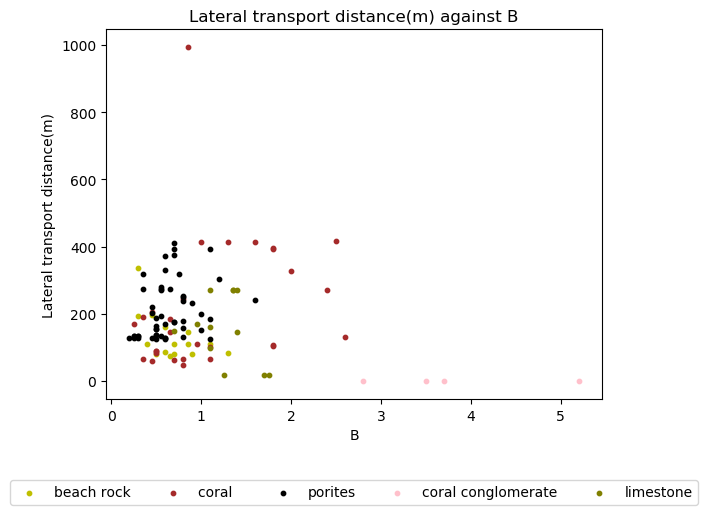 Lateral transport distance(m) against B
Lateral transport distance(m)
1000
800
600
400
200
0
0 1 2 3 4 5
B
beach rock coral porites coral conglomerate limestone